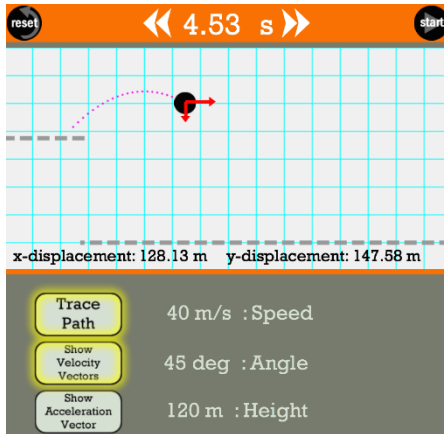 reset
4.53 s
start
x-displacement: 128.13 m y-displacement: 147.58 m
Trace
Path
40 m/s : Speed
Show
Velocity
Vectors
45 deg : Angle
Show
Acceleration
Vector
120 m : Height